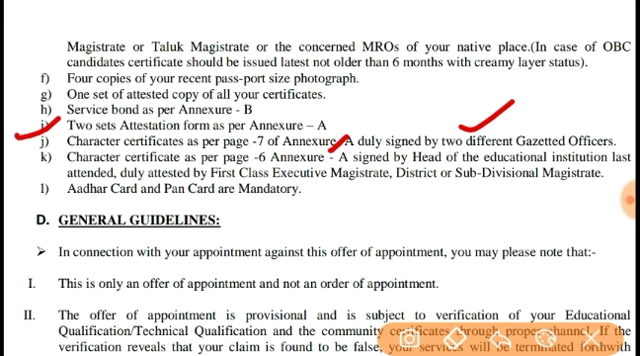 Magistrate or Taluk Magistrate or the concerned MROs of your native place.(In case of OBC
candidates certificate should be issued latest not older than 6 months with creamy layer status).
f) Four copies of your recent pass-port size photograph.
g) One set of attested copy of all your certificates.
h) Service bond as per Annexure - B
Two sets Attestation form as per Annexure – A
j) Character certificates as per page -7 of Annexure A duly signed by two different Gazetted Officers.
k) Character certificate as per page -6 Annexure - A signed by Head of the educational institution last
attended, duly attested by First Class Executive Magistrate, District or Sub-Divisional Magistrate.
l) Aadhar Card and Pan Card are Mandatory.
D. GENERAL GUIDELINES:
➢ In connection with your appointment against this offer of appointment, you may please note that:-
I. This is only an offer of appointment and not an order of appointment.
II. The offer of appointment is provisional and is subject to verification of your Educational
Qualification/Technical Qualification and the community certificates through proper channel. If the
verification reveals that your claim is found to be false, your services will be terminated forthwith